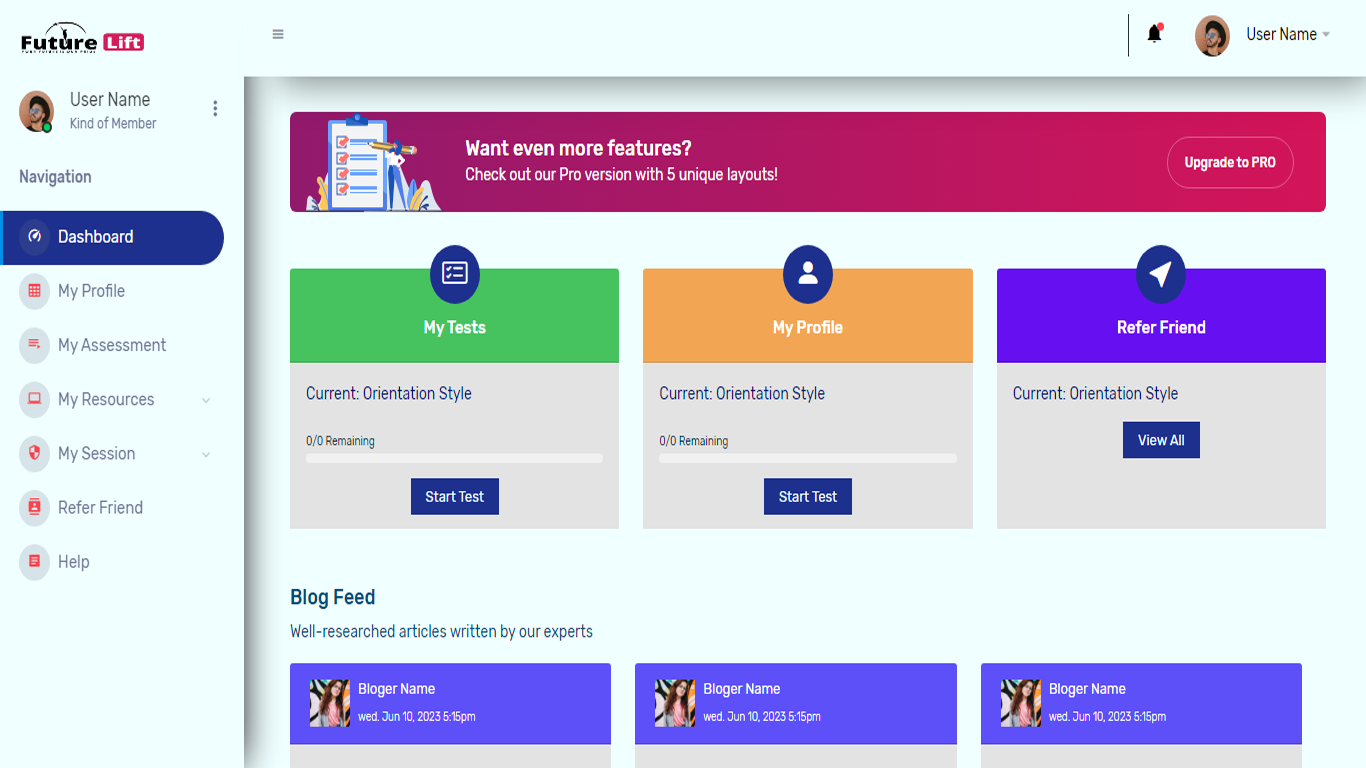 Future Lift
User Name
User Name
Kind of Member
Navigation
Dashboard
My Profile
My Assessment
My Resources
My Session
Refer Friend
Help
Want even more features?
Check out our Pro version with 5 unique layouts!
Upgrade to PRO
My Tests
Current: Orientation Style
0/0 Remaining
Start Test
My Profile
Current: Orientation Style
0/0 Remaining
Start Test
Refer Friend
Current: Orientation Style
View All
Blog Feed
Well-researched articles written by our experts
Bloger Name
wed. Jun 10, 2023 5:15pm
Bloger Name
wed. Jun 10, 2023 5:15pm
Bloger Name
wed. Jun 10, 2023 5:15pm